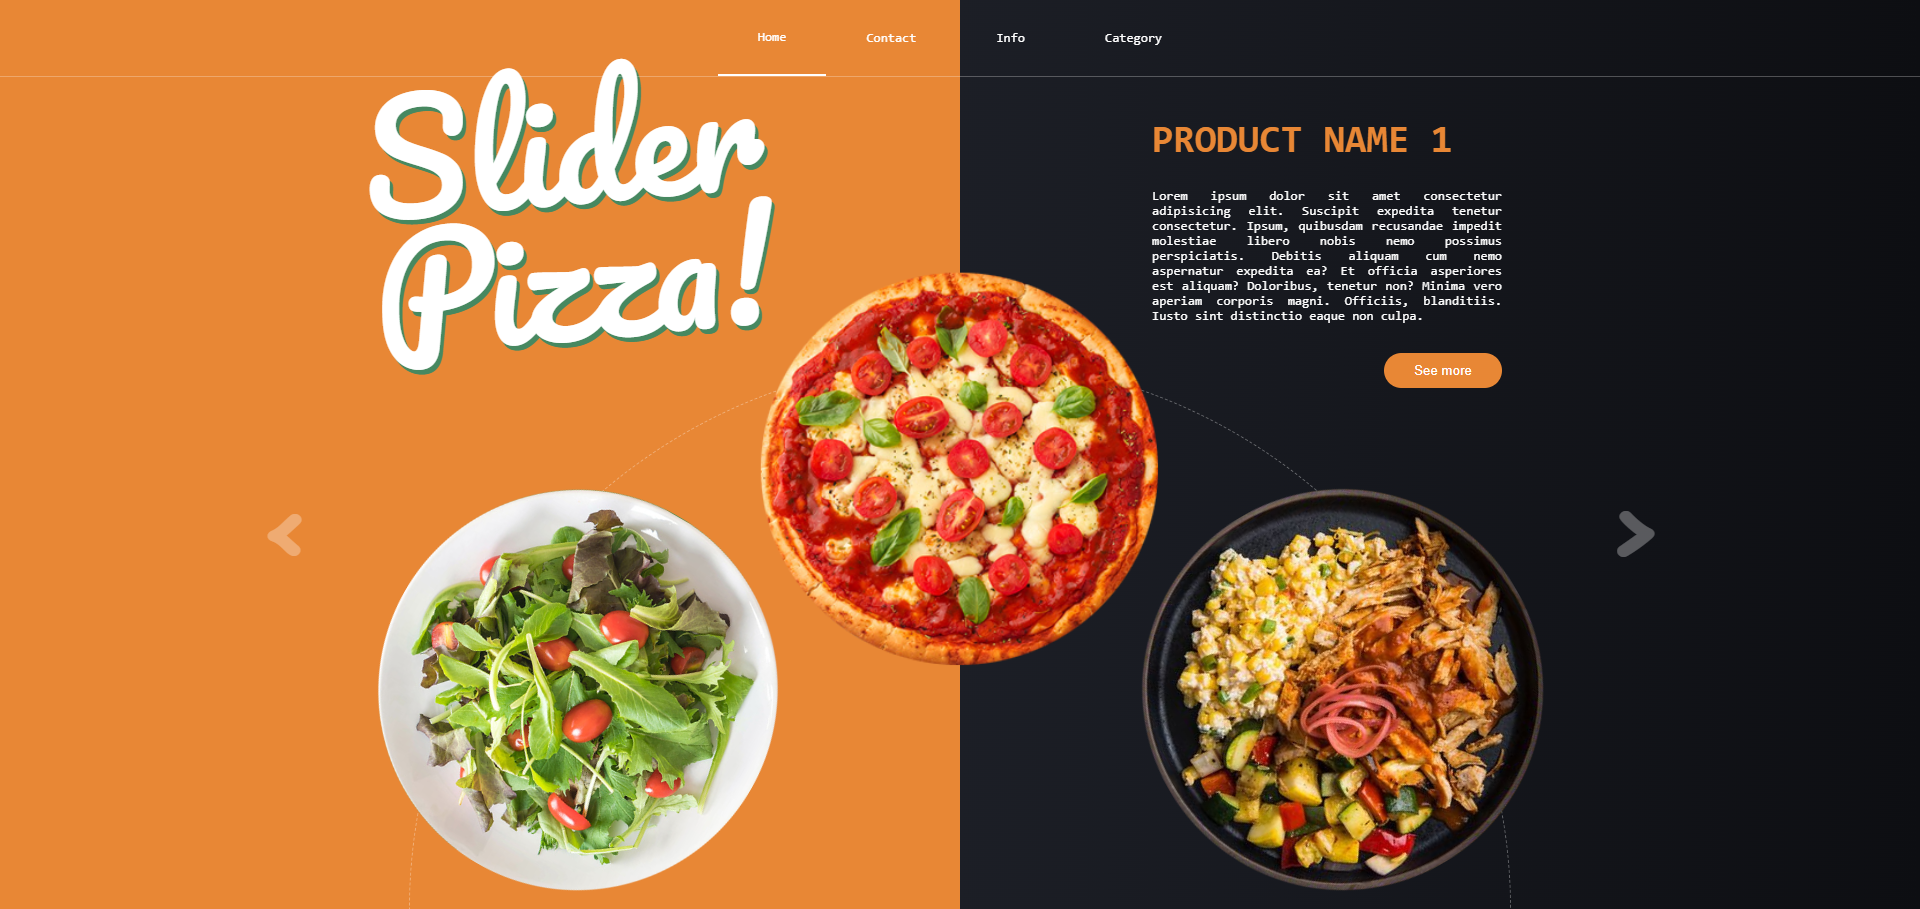 Home Contact Info Category
Slider
Pizza!
PRODUCT NAME 1
Lorem ipsum dolor sit amet consectetur
adipisicing elit. Suscipit expedita tenetur
consectetur. Ipsum, quibusdam recusandae impedit
molestiae libero nobis nemo possimus
perspiciatis. Debitis aliquam cum nemo
aspernatur expedita ea? Et officia asperiores
est aliquam? Doloribus, tenetur non? Minima vero
aperiam corporis magni. Officiis, blanditiis.
Iusto sint distinctio eaque non culpa.
See more